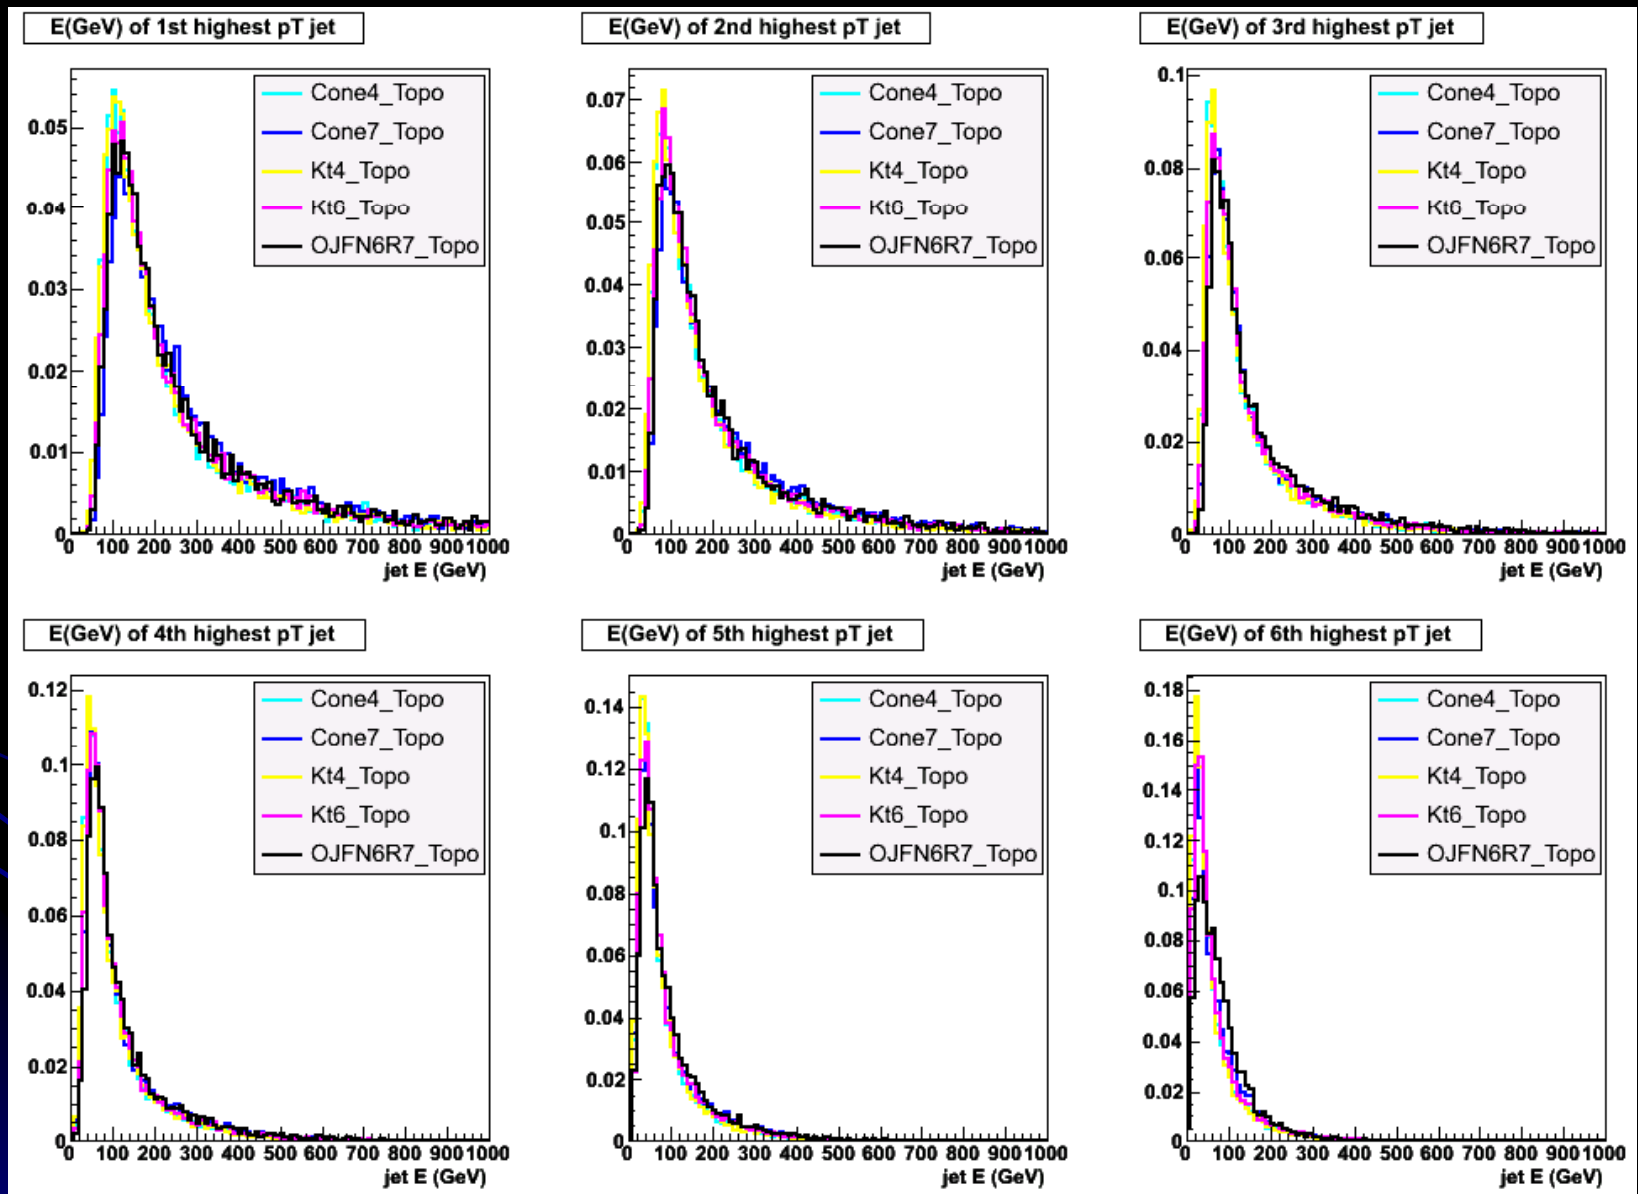 E(GeV) of 1st highest pT jet
Cone4_Topo
Cone7_Topo
Kt4_Topo
Kt6_Topo
OJFN6R7_Topo
0.05
0.04
0.03
0.02
0.01
0
0 100 200 300 400 500 600 700 800 900 1000
jet E (GeV)
E(GeV) of 2nd highest pT jet
Cone4_Topo
Cone7_Topo
Kt4_Topo
Kt6_Topo
OJFN6R7_Topo
0.07
0.06
0.05
0.04
0.03
0.02
0.01
0
0 100 200 300 400 500 600 700 800 900 1000
jet E (GeV)
E(GeV) of 3rd highest pT jet
Cone4_Topo
Cone7_Topo
Kt4_Topo
Kt6_Topo
OJFN6R7_Topo
0.1
0.08
0.06
0.04
0.02
0
0 100 200 300 400 500 600 700 800 900 1000
jet E (GeV)
E(GeV) of 4th highest pT jet
Cone4_Topo
Cone7_Topo
Kt4_Topo
Kt6_Topo
OJFN6R7_Topo
0.12
0.1
0.08
0.06
0.04
0.02
0
0 100 200 300 400 500 600 700 800 900 1000
jet E (GeV)
E(GeV) of 5th highest pT jet
Cone4_Topo
Cone7_Topo
Kt4_Topo
Kt6_Topo
OJFN6R7_Topo
0.14
0.12
0.1
0.08
0.06
0.04
0.02
0
0 100 200 300 400 500 600 700 800 900 1000
jet E (GeV)
E(GeV) of 6th highest pT jet
Cone4_Topo
Cone7_Topo
Kt4_Topo
Kt6_Topo
OJFN6R7_Topo
0.18
0.16
0.14
0.12
0.1
0.08
0.06
0.04
0.02
0
0 100 200 300 400 500 600 700 800 900 1000
jet E (GeV)